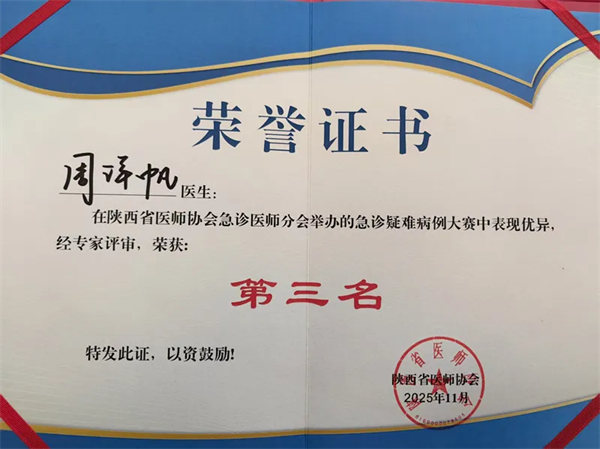 荣誉证书
周洋帆医生：
在陕西省医师协会急诊医师分会举办的急诊疑难病例大赛中表现优异，
经专家评审，荣获：
第三名
特发此证，以资鼓励！
陕西省医师协会
2025年11月